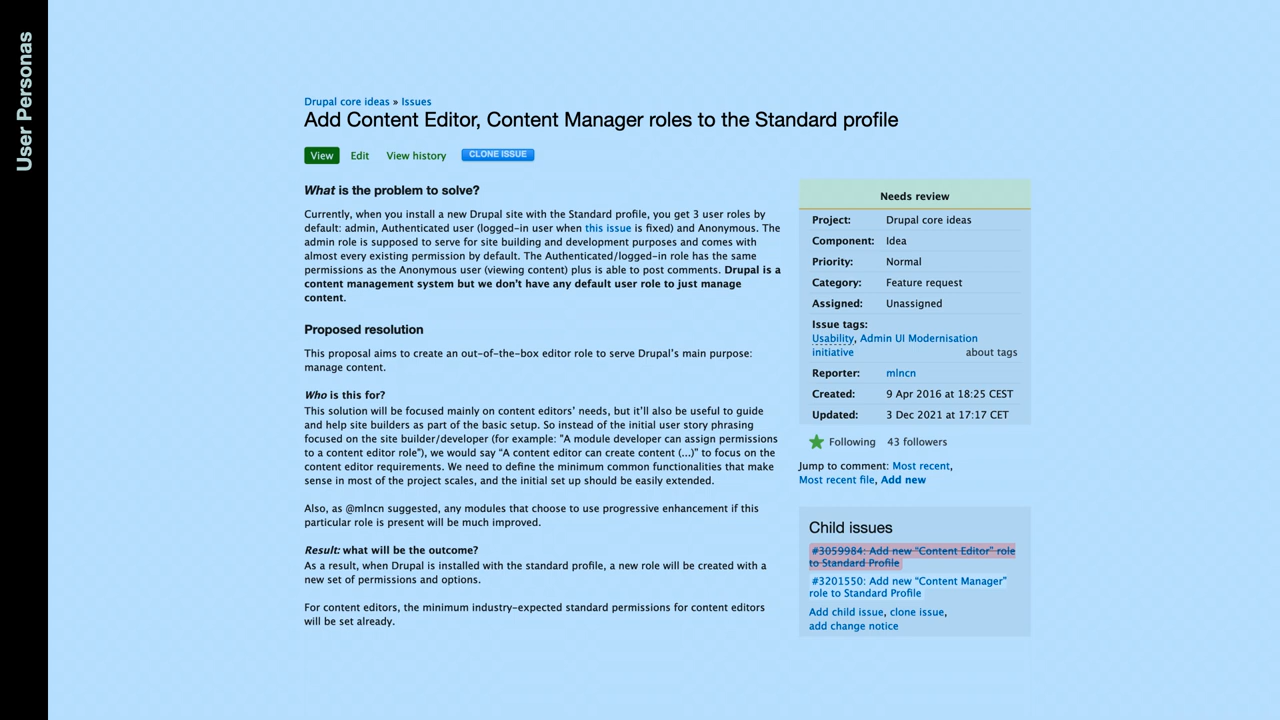 User Personas
Drupal core ideas » Issues
Add Content Editor, Content Manager roles to the Standard profile
View Edit View history CLONE ISSUE
What is the problem to solve?
Currently, when you install a new Drupal site with the Standard profile, you get 3 user roles by
default: admin, Authenticated user (logged-in user when this issue is fixed) and Anonymous. The
admin role is supposed to serve for site building and development purposes and comes with
almost every existing permission by default. The Authenticated/logged-in role has the same
permissions as the Anonymous user (viewing content) plus is able to post comments. Drupal is a
content management system but we don't have any default user role to just manage
content.
Proposed resolution
This proposal aims to create an out-of-the-box editor role to serve Drupal's main purpose:
manage content.
Who is this for?
This solution will be focused mainly on content editors' needs, but it'll also be useful to guide
and help site builders as part of the basic setup. So instead of the initial user story phrasing
focused on the site builder/developer (for example: "A module developer can assign permissions
to a content editor role"), we would say "A content editor can create content (...)" to focus on the
content editor requirements. We need to define the minimum common functionalities that make
sense in most of the project scales, and the initial set up should be easily extended.
Also, as @mlncn suggested, any modules that choose to use progressive enhancement if this
particular role is present will be much improved.
Result: what will be the outcome?
As a result, when Drupal is installed with the standard profile, a new role will be created with a
new set of permissions and options.
For content editors, the minimum industry-expected standard permissions for content editors
will be set already.
Needs review
Project: Drupal core ideas
Component: Idea
Priority: Normal
Category: Feature request
Assigned: Unassigned
Issue tags:
Usability, Admin UI Modernisation
initiative about tags
Reporter: mlncn
Created: 9 Apr 2016 at 18:25 CEST
Updated: 3 Dec 2021 at 17:17 CET
Following 43 followers
Jump to comment: Most recent,
Most recent file, Add new
Child issues
#3059984: Add new "Content Editor" role
to Standard Profile
#3201550: Add new "Content Manager"
role to Standard Profile
Add child issue, clone issue,
add change notice